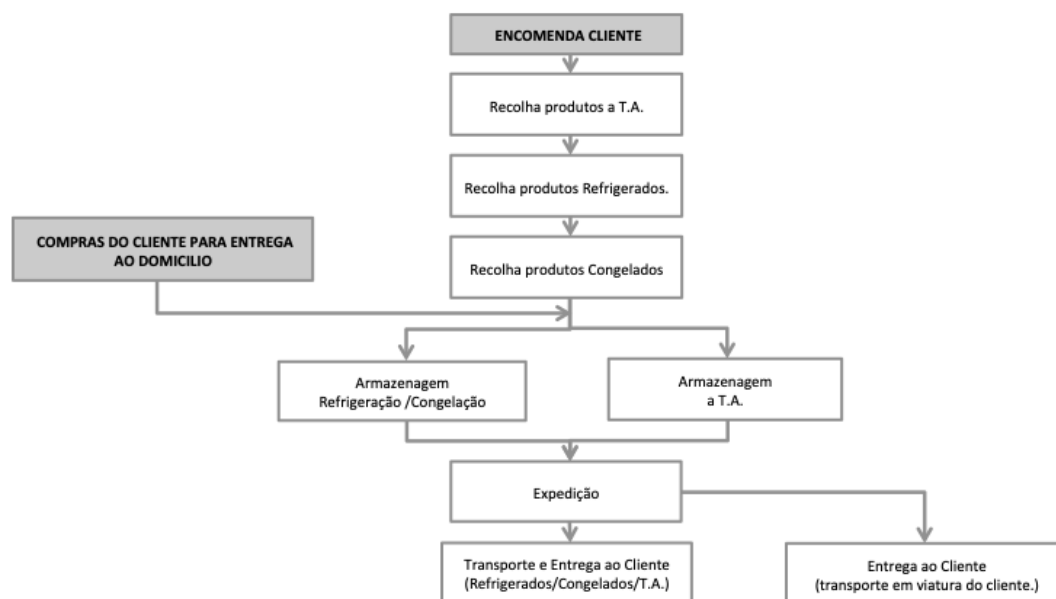 ENCOMENDA CLIENTE
Recolha produtos a T.A.
Recolha produtos Refrigerados.
COMPRAS DO CLIENTE PARA ENTREGA
AO DOMICILIO
Recolha produtos Congelados
Armazenagem
Refrigeração /Congelação
Armazenagem
a T.A.
Expedição
Transporte e Entrega ao Cliente
(Refrigerados/Congelados/T.A.)
Entrega ao Cliente
(transporte em viatura do cliente.)